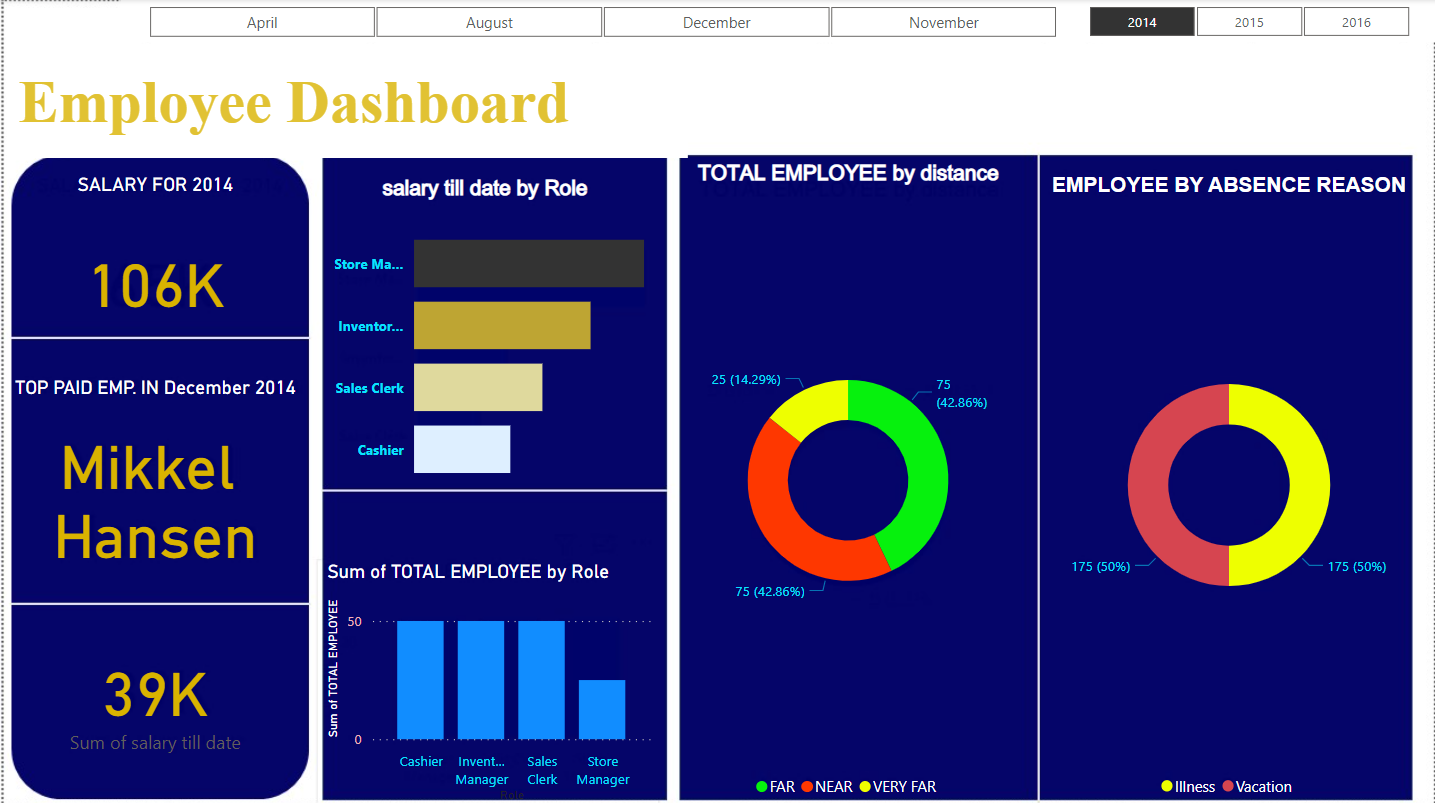 April
August
December
November
2014
2015
2016
Employee Dashboard
SALARY FOR 2014
106K
TOP PAID EMP. IN December 2014
Mikkel
Hansen
39K
Sum of salary till date
salary till date by Role
Store Ma...
Inventor...
Sales Clerk
Cashier
Sum of TOTAL EMPLOYEE by Role
Sum of TOTAL EMPLOYEE
50
0
Cashier
Invent...
Manager
Sales
Clerk
Store
Manager
Role
TOTAL EMPLOYEE by distance
25 (14.29%)
75
(42.86%)
75 (42.86%)
FAR
NEAR
VERY FAR
EMPLOYEE BY ABSENCE REASON
175 (50%)
175 (50%)
Illness
Vacation